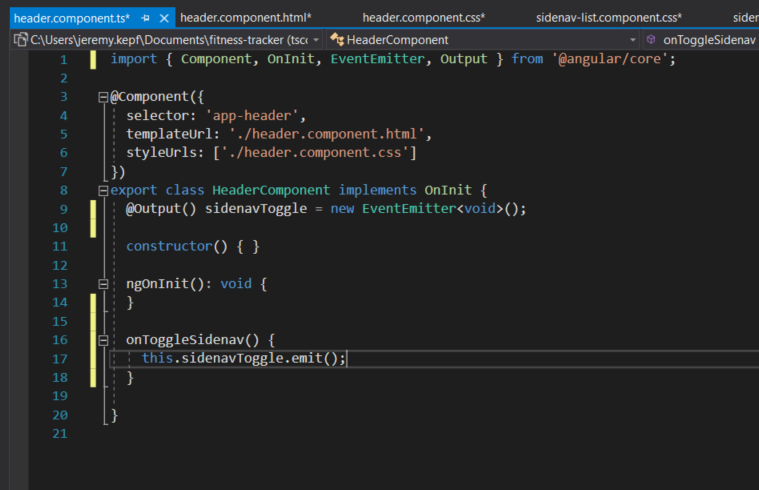 header.component.ts* header.component.html* header.component.css* sidenav-list.component.css* siden
C:\Users\jeremy.kepf\Documents\fitness-tracker (tscc HeaderComponent onToggleSidenav
1 import { Component, OnInit, EventEmitter, Output } from '@angular/core';
2
3 @Component({
4 selector: 'app-header',
5 templateUrl: './header.component.html',
6 styleUrls: ['./header.component.css']
7 })
8 export class HeaderComponent implements OnInit {
9 @Output() sidenavToggle = new EventEmitter<void>();
10
11 constructor() { }
12
13 ngOnInit(): void {
14 }
15
16 onToggleSidenav() {
17 this.sidenavToggle.emit();
18 }
19
20 }
21